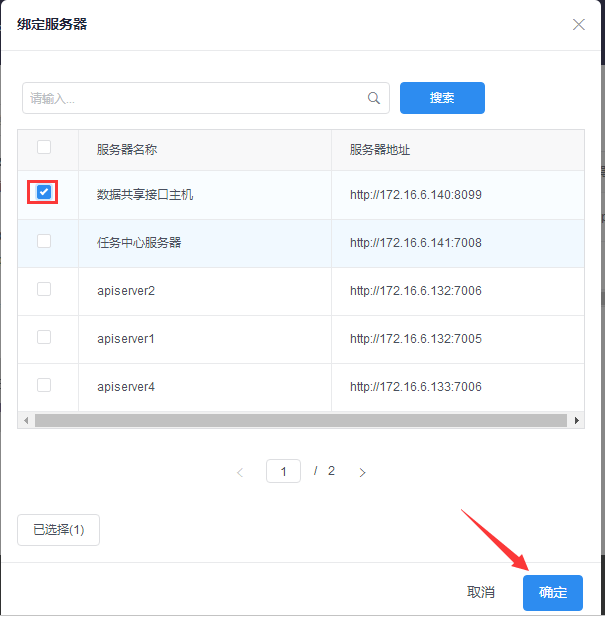 绑定服务器
请输入...
搜索
服务器名称 服务器地址
数据共享接口主机 http://172.16.6.140:8099
任务中心服务器 http://172.16.6.141:7008
apiserver2 http://172.16.6.132:7006
apiserver1 http://172.16.6.132:7005
apiserver4 http://172.16.6.133:7006
1 / 2
已选择(1)
取消 确定